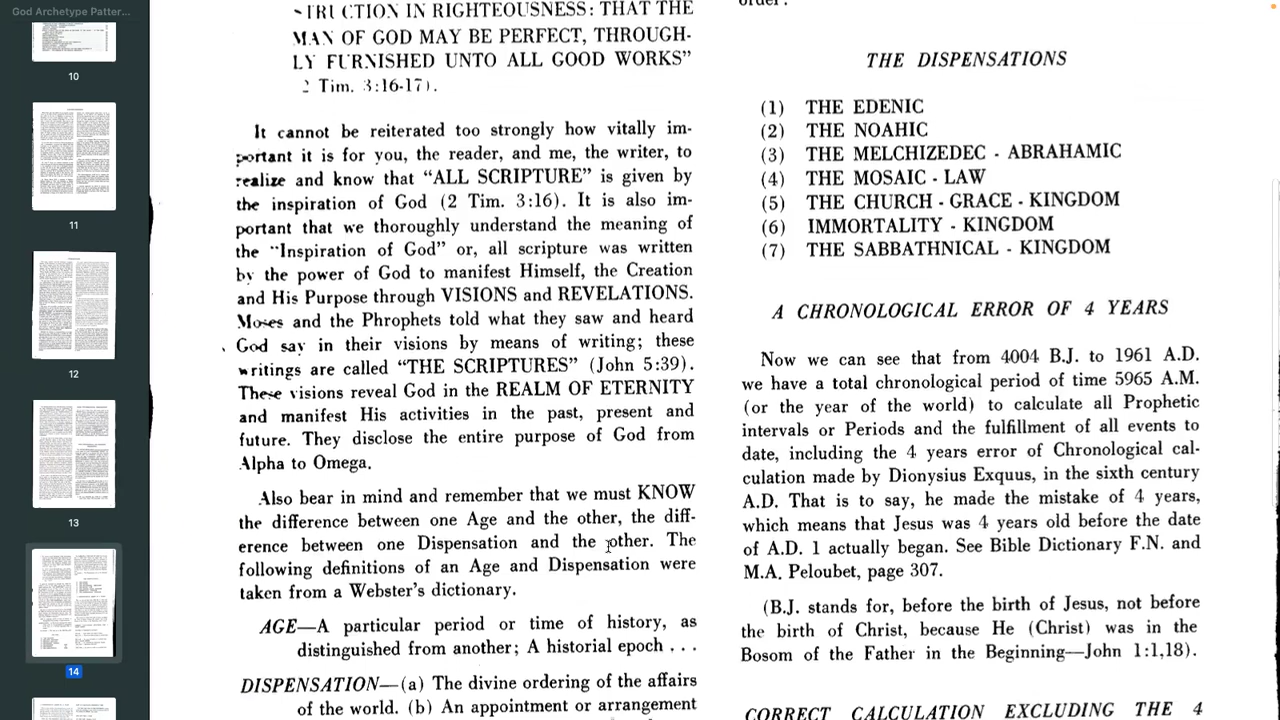 God Archetype Patter...
10
11
12
13
14
TRUCTION IN RIGHTEOUSNESS: THAT THE
MAN OF GOD MAY BE PERFECT, THROUGH-
LY FURNISHED UNTO ALL GOOD WORKS”
2 Tim. 3:16-17).
It cannot be reiterated too strongly how vitally im-
portant it is for you, the reader, and me, the writer, to
realize and know that “ALL SCRIPTURE” is given by
the inspiration of God (2 Tim. 3:16). It is also im-
portant that we thoroughly understand the meaning of
the “Inspiration of God” or, all scripture was written
by the power of God to manifest Himself, the Creation
and His Purpose through VISIONS and REVELATIONS.
Moses and the Phrophets told what they saw and heard
God say in their visions by means of writing; these
writings are called “THE SCRIPTURES” (John 5:39).
These visions reveal God in the REALM OF ETERNITY
and manifest His activities in the past, present and
future. They disclose the entire purpose of God from
Alpha to Omega.
Also bear in mind and remember that we must KNOW
the difference between one Age and the other, the diff-
erence between one Dispensation and the other. The
following definitions of an Age and Dispensation were
taken from a Webster's dictionary.
AGE—A particular period time of history, as
distinguished from another; A historial epoch . . .
DISPENSATION—(a) The divine ordering of the affairs
of the world. (b) An appointment or arrangement
order.
THE DISPENSATIONS
(1) THE EDENIC
(2) THE NOAHIC
(3) THE MELCHIZEDEC - ABRAHAMIC
(4) THE MOSAIC - LAW
(5) THE CHURCH - GRACE - KINGDOM
(6) IMMORTALITY - KINGDOM
(7) THE SABBATHNICAL - KINGDOM
A CHRONOLOGICAL ERROR OF 4 YEARS
Now we can see that from 4004 B.J. to 1961 A.D.
we have a total chronological period of time 5965 A.M.
(or the year of the world) to calculate all Prophetic
intervals or Periods and the fulfillment of all events to
date, including the 4 years error of Chronological cal-
culation made by Dionysius Exquus, in the sixth century
A.D. That is to say, he made the mistake of 4 years,
which means that Jesus was 4 years old before the date
of A.D. 1 actually began. See Bible Dictionary F.N. and
M.A. Peloubet, page 307.
(B.J. stands for, before the birth of Jesus, not before
the birth of Christ, because He (Christ) was in the
Bosom of the Father in the Beginning—John 1:1,18).
CORRECT CALCULATION EXCLUDING THE 4